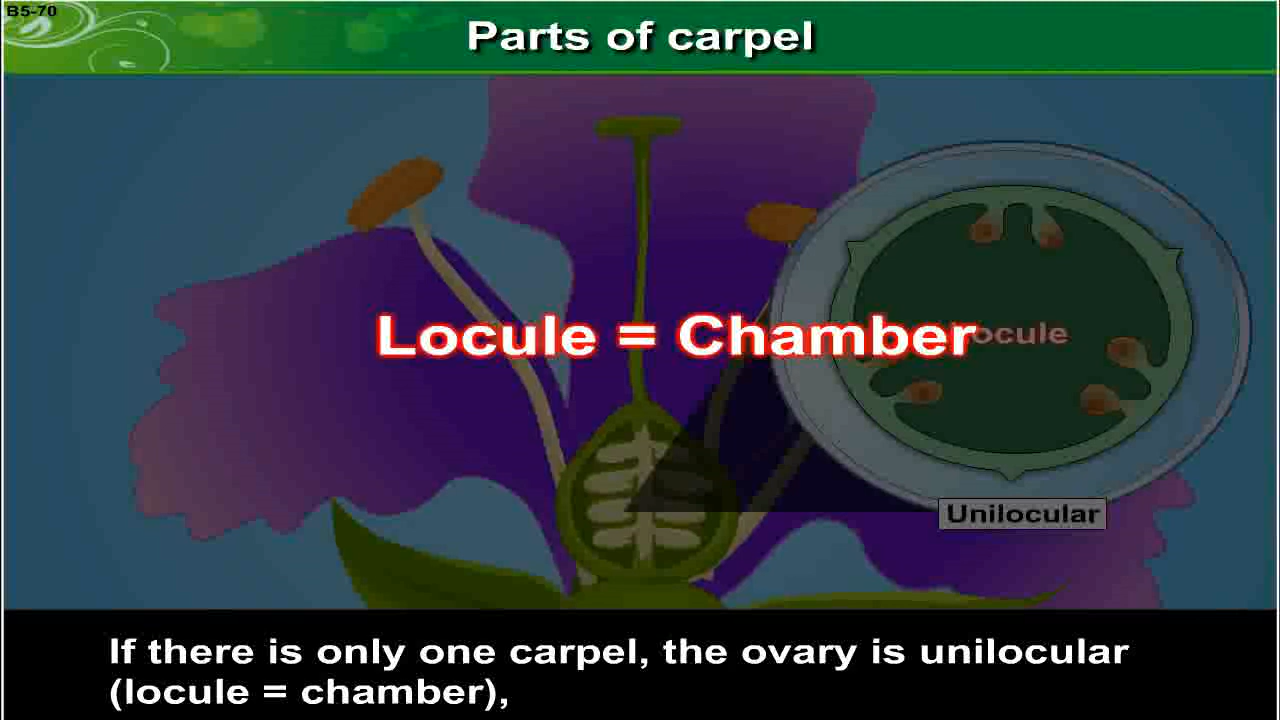 B5-70
Parts of carpel
Locule = Chamber
ocule
Unilocular
If there is only one carpel, the ovary is unilocular
(locule = chamber),